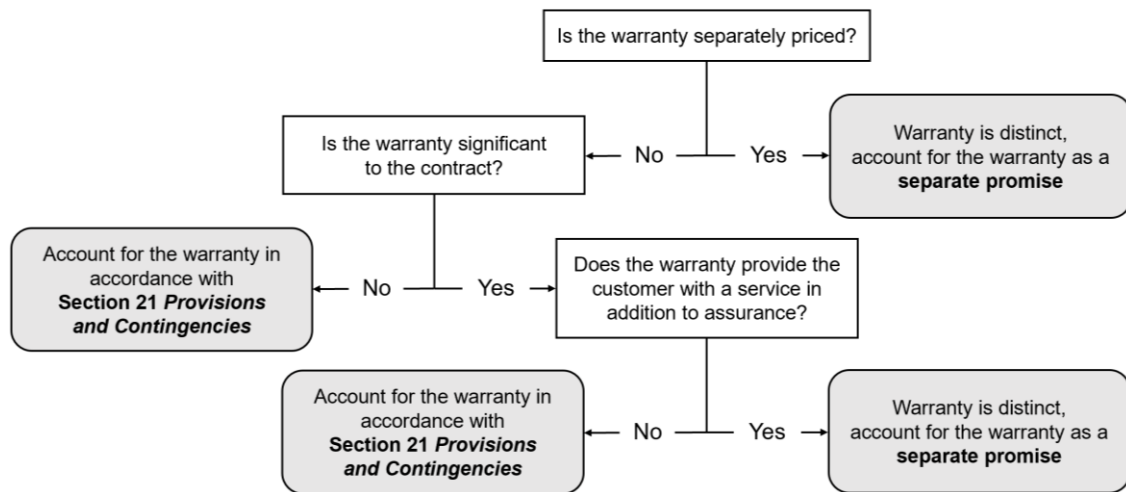 Is the warranty separately priced?
Is the warranty significant
to the contract?
No
Yes
Warranty is distinct,
account for the warranty as a
separate promise
Account for the warranty in
accordance with
Section 21 Provisions
and Contingencies
No
Yes
Does the warranty provide the
customer with a service in
addition to assurance?
Account for the warranty in
accordance with
Section 21 Provisions
and Contingencies
No
Yes
Warranty is distinct,
account for the warranty as a
separate promise